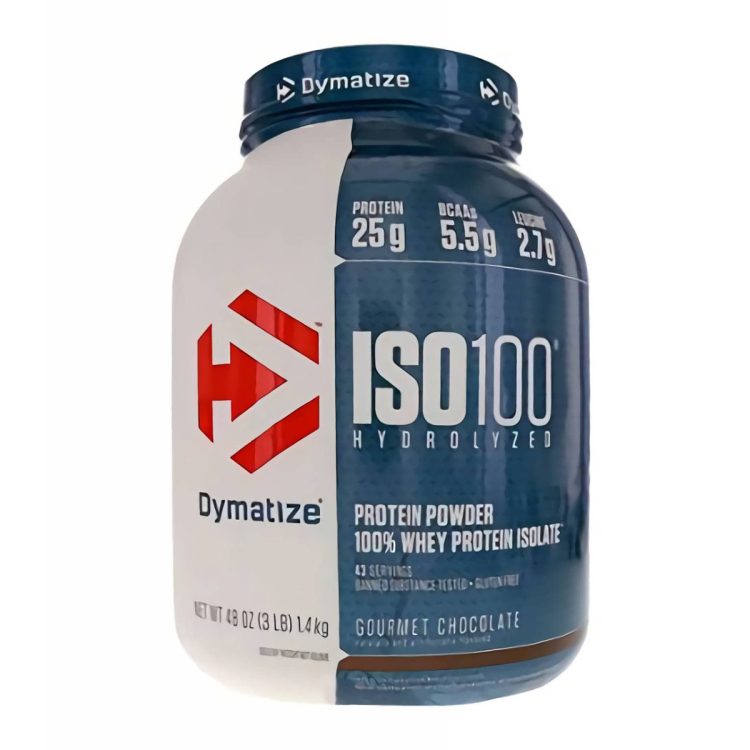 Dymatize
PROTEIN
25g
BCAAs
5.5g
LEUCINE
2.7g
ISO100®
HYDROLYZED
Dymatize®
PROTEIN POWDER
100% WHEY PROTEIN ISOLATE
43 SERVINGS
BANNED SUBSTANCE TESTED • GLUTEN FREE
NET WT 48 OZ (3 LB) 1.4kg
GOURMET CHOCOLATE